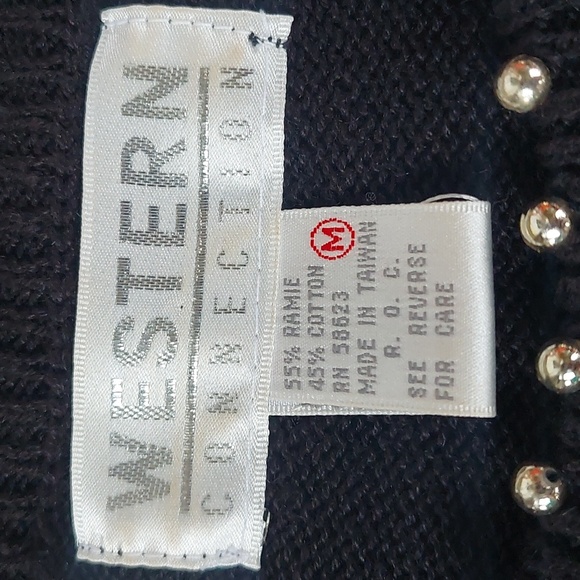 WESTERN
CONNECTION
55% RAMIE
45% COTTON
M
RN 58623
MADE IN TAIWAN
R. O. C.
SEE REVERSE
FOR CARE